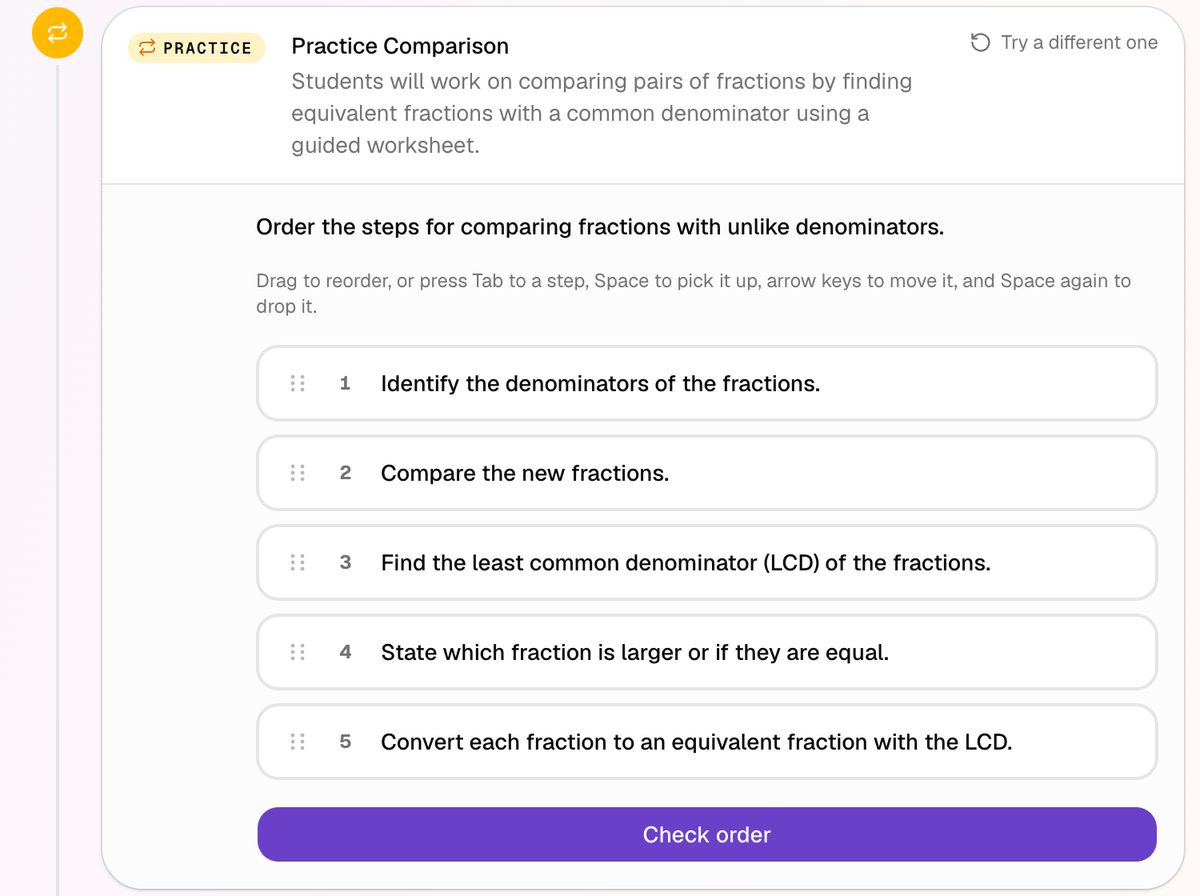 PRACTICE
Practice Comparison
Try a different one
Students will work on comparing pairs of fractions by finding
equivalent fractions with a common denominator using a
guided worksheet.
Order the steps for comparing fractions with unlike denominators.
Drag to reorder, or press Tab to a step, Space to pick it up, arrow keys to move it, and Space again to
drop it.
1 Identify the denominators of the fractions.
2 Compare the new fractions.
3 Find the least common denominator (LCD) of the fractions.
4 State which fraction is larger or if they are equal.
5 Convert each fraction to an equivalent fraction with the LCD.
Check order